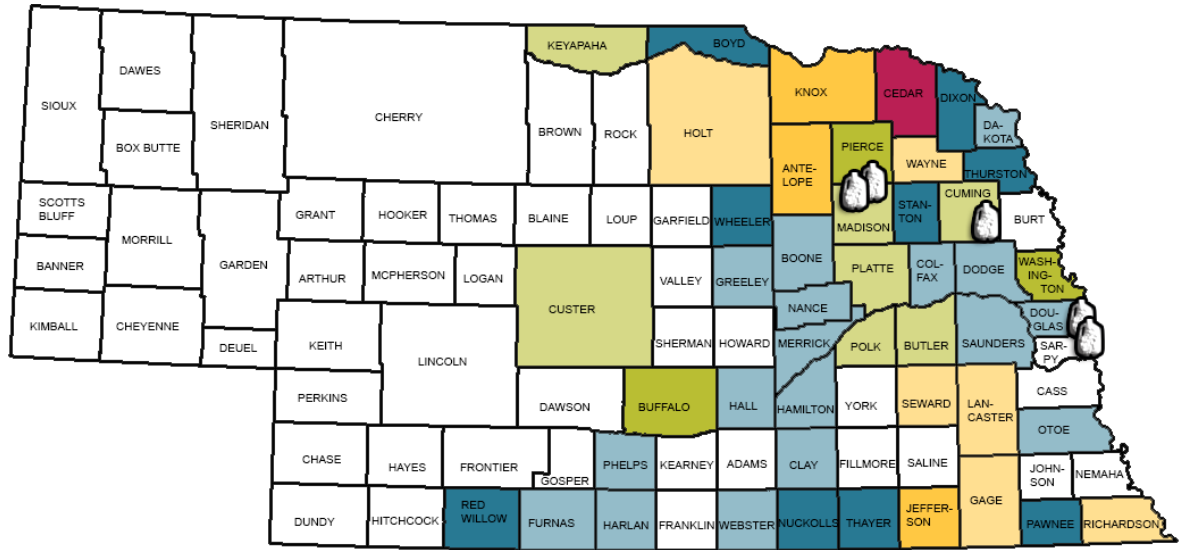 KEYAPAHA
BOYD
DAWES
SIOUX
SHERIDAN
CHERRY
BROWN
ROCK
HOLT
KNOX
CEDAR
DIXON
DA-
KOTA
BOX BUTTE
PIERCE
WAYNE
ANTE-
LOPE
THURSTON
SCOTTS
BLUFF
MORRILL
GRANT
HOOKER
THOMAS
BLAINE
LOUP
GARFIELD
WHEELER
MADISON
STAN-
TON
CUMING
BURT
BANNER
GARDEN
ARTHUR
MCPHERSON
LOGAN
VALLEY
GREELEY
BOONE
PLATTE
COL-
FAX
DODGE
WASH-
ING-
TON
KIMBALL
CHEYENNE
DEUEL
KEITH
LINCOLN
CUSTER
SHERMAN
HOWARD
NANCE
MERRICK
POLK
BUTLER
SAUNDERS
DOU-
GLAS
SAR-
PY
PERKINS
DAWSON
BUFFALO
HALL
HAMILTON
YORK
SEWARD
LAN-
CASTER
CASS
OTOE
CHASE
HAYES
FRONTIER
GOSPER
PHELPS
KEARNEY
ADAMS
CLAY
FILLMORE
SALINE
JOHN-
SON
NEMAHA
DUNDY
HITCHCOCK
RED
WILLOW
FURNAS
HARLAN
FRANKLIN
WEBSTER
NUCKOLLS
THAYER
JEFFER-
SON
GAGE
PAWNEE
RICHARDSON